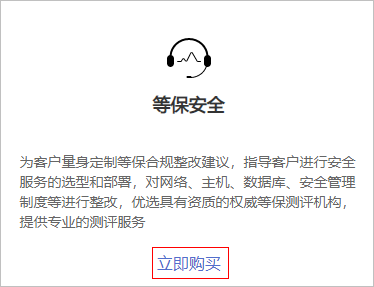 等保安全
为客户量身定制等保合规整改建议，指导客户进行安全
服务的选型和部署，对网络、主机、数据库、安全管理
制度等进行整改，优选具有资质的权威等保测评机构，
提供专业的测评服务
立即购买